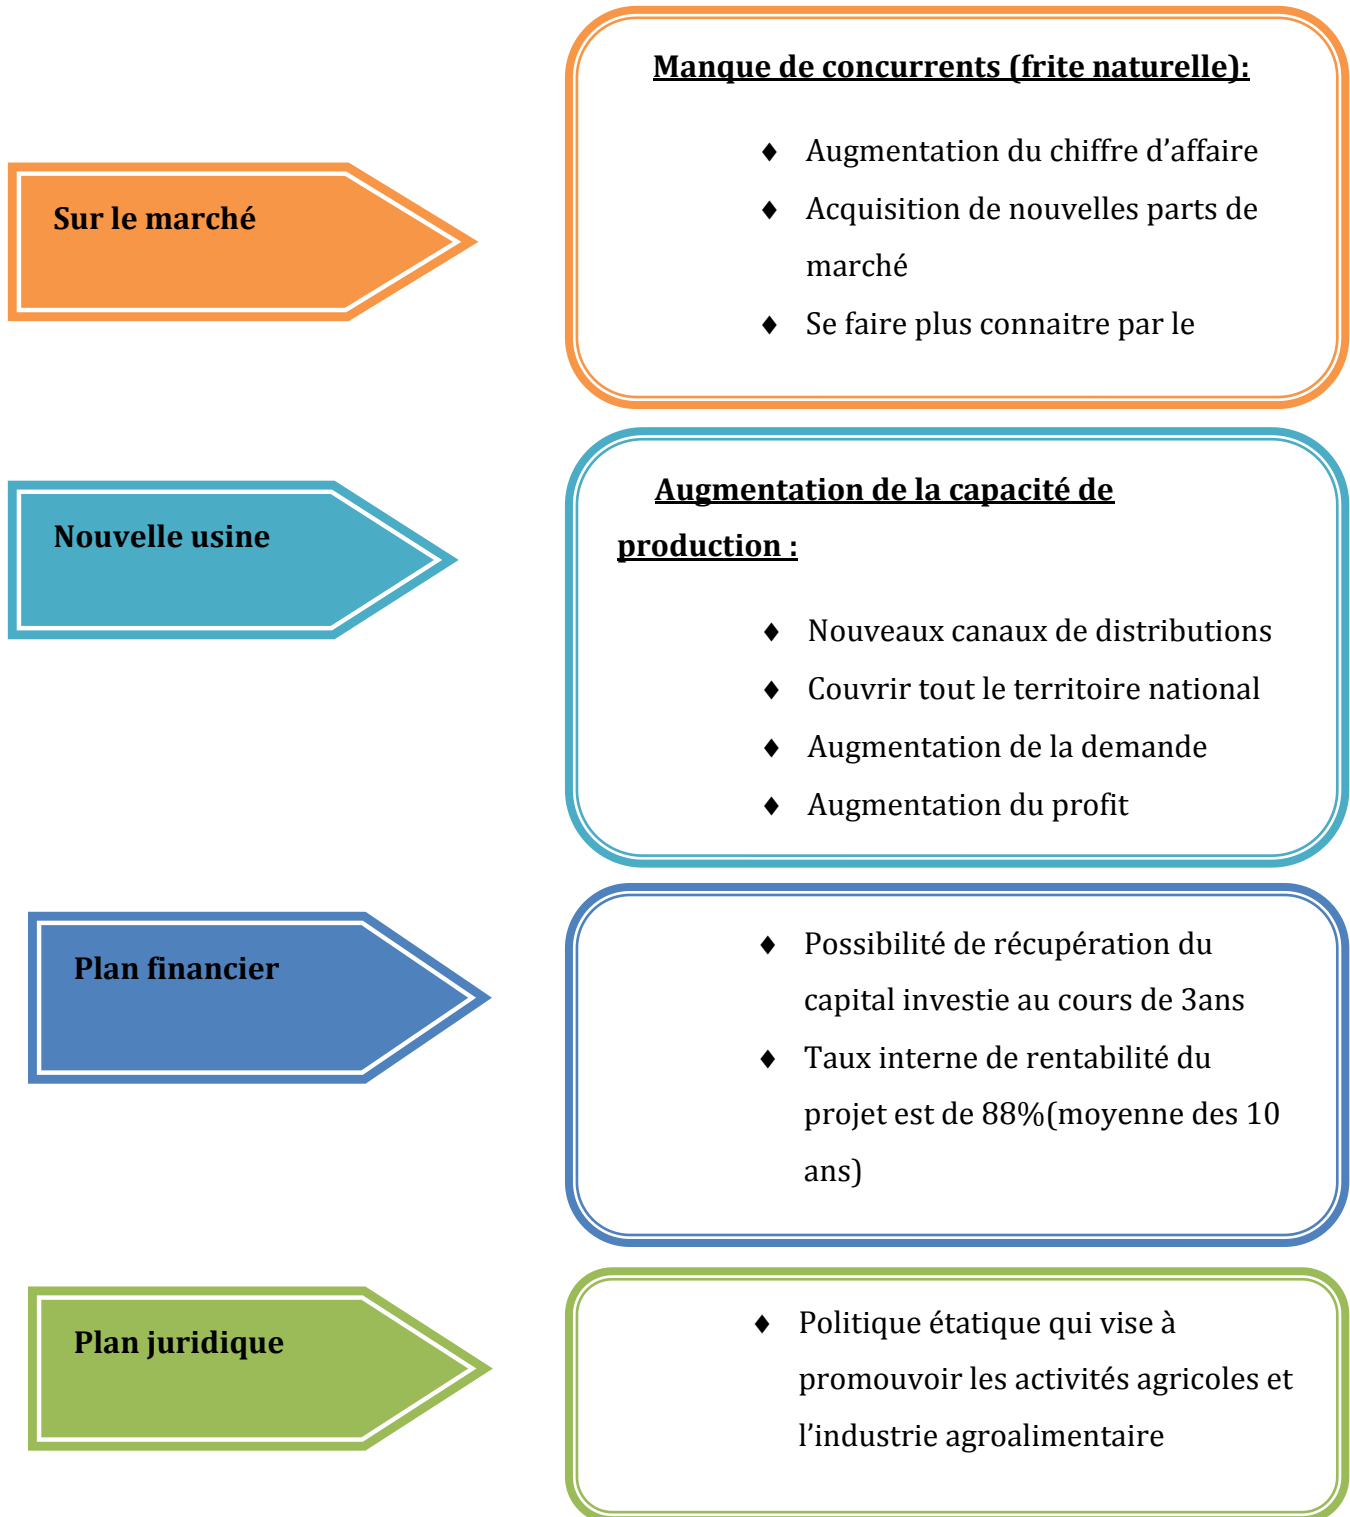 Manque de concurrents (frite naturelle):
♦ Augmentation du chiffre d’affaire
♦ Acquisition de nouvelles parts de
marché
♦ Se faire plus connaitre par le
Sur le marché
Augmentation de la capacité de
production :
♦ Nouveaux canaux de distributions
♦ Couvrir tout le territoire national
♦ Augmentation de la demande
♦ Augmentation du profit
Nouvelle usine
♦ Possibilité de récupération du
capital investie au cours de 3ans
♦ Taux interne de rentabilité du
projet est de 88%(moyenne des 10
ans)
Plan financier
♦ Politique étatique qui vise à
promouvoir les activités agricoles et
l’industrie agroalimentaire
Plan juridique